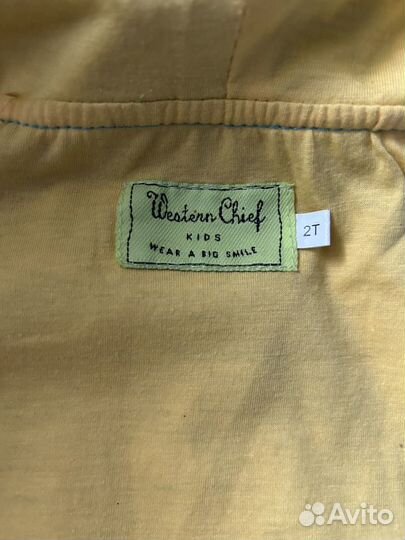 Western Chief
KIDS
WEAR A BIG SMILE
2T
Avito